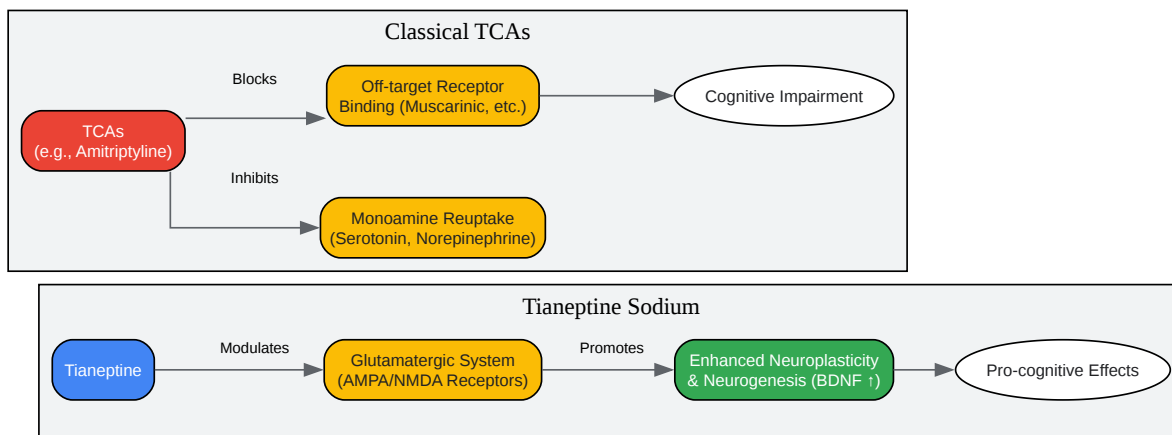 Classical TCAs
Blocks
Off-target Receptor
Binding (Muscarinic, etc.)
Cognitive Impairment
TCAs
(e.g., Amitriptyline)
Inhibits
Monoamine Reuptake
(Serotonin, Norepinephrine)
Tianeptine Sodium
Tianeptine
Modulates
Glutamatergic System
(AMPA/NMDA Receptors)
Promotes
Enhanced Neuroplasticity
& Neurogenesis (BDNF ↑)
Pro-cognitive Effects